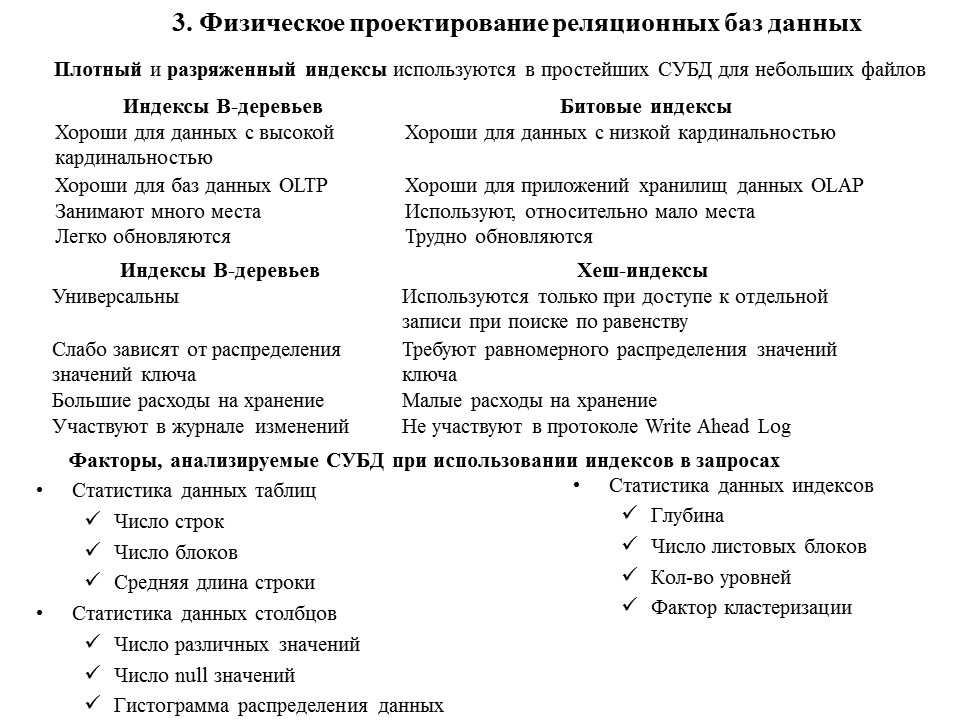 3. Физическое проектирование реляционных баз данных
Плотный и разряженный индексы используются в простейших СУБД для небольших файлов
Индексы В-деревьев
Битовые индексы
Хороши для данных с высокой
кардинальностью
Хороши для данных с низкой кардинальностью
Хороши для баз данных OLTP
Хороши для приложений хранилищ данных OLAP
Занимают много места
Используют, относительно мало места
Легко обновляются
Трудно обновляются
Индексы В-деревьев
Хеш-индексы
Универсальны
Используются только при доступе к отдельной
записи при поиске по равенству
Слабо зависят от распределения
значений ключа
Требуют равномерного распределения значений
ключа
Большие расходы на хранение
Малые расходы на хранение
Участвуют в журнале изменений
Не участвуют в протоколе Write Ahead Log
Факторы, анализируемые СУБД при использовании индексов в запросах
• Статистика данных таблиц
✓ Число строк
✓ Число блоков
✓ Средняя длина строки
• Статистика данных столбцов
✓ Число различных значений
✓ Число null значений
✓ Гистограмма распределения данных
• Статистика данных индексов
✓ Глубина
✓ Число листовых блоков
✓ Кол-во уровней
✓ Фактор кластеризации